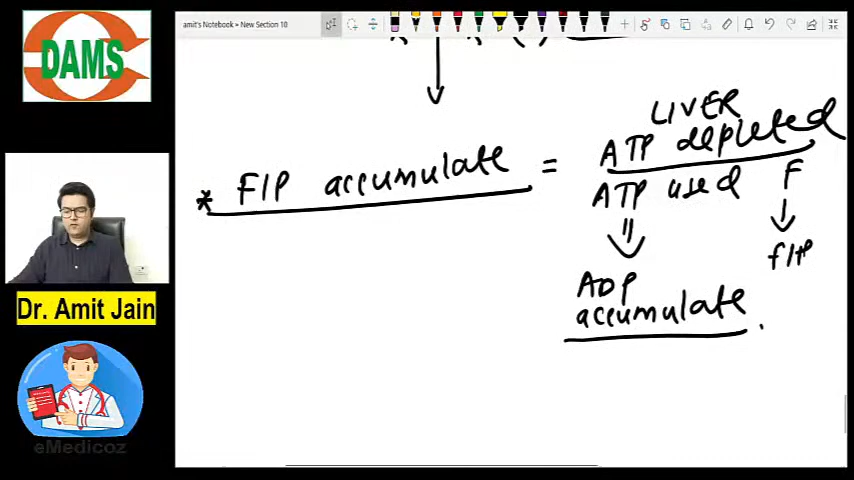 amit's Notebook > New Section 10
DAMS
LIVER
ATP depleted
* F1P accumulate =
ATP used F
F1P
ADP
accumulate.
Dr. Amit Jain
eMedicoz